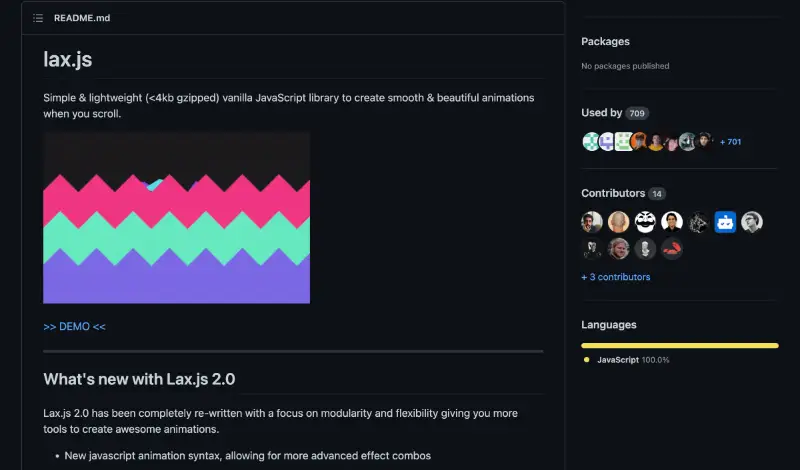 README.md
lax.js
Simple & lightweight (<4kb gzipped) vanilla JavaScript library to create smooth & beautiful animations
when you scroll.
>> DEMO <<
What's new with Lax.js 2.0
Lax.js 2.0 has been completely re-written with a focus on modularity and flexibility giving you more
tools to create awesome animations.
• New javascript animation syntax, allowing for more advanced effect combos
Packages
No packages published
Used by 709
+ 701
Contributors 14
+ 3 contributors
Languages
JavaScript 100.0%